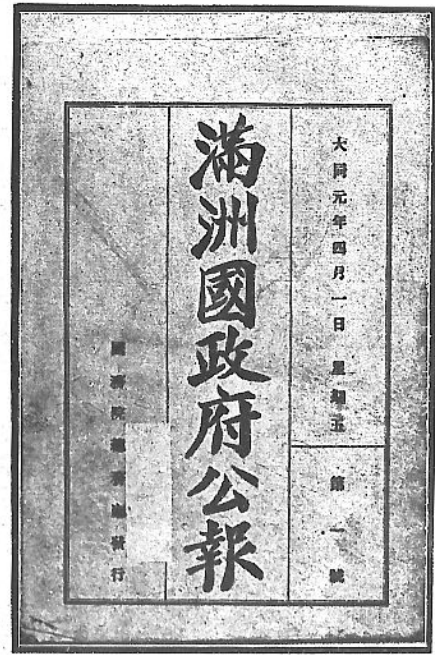 大同元年四月一日 星期五
第一號
滿洲國政府公報
國務院總務廳發行